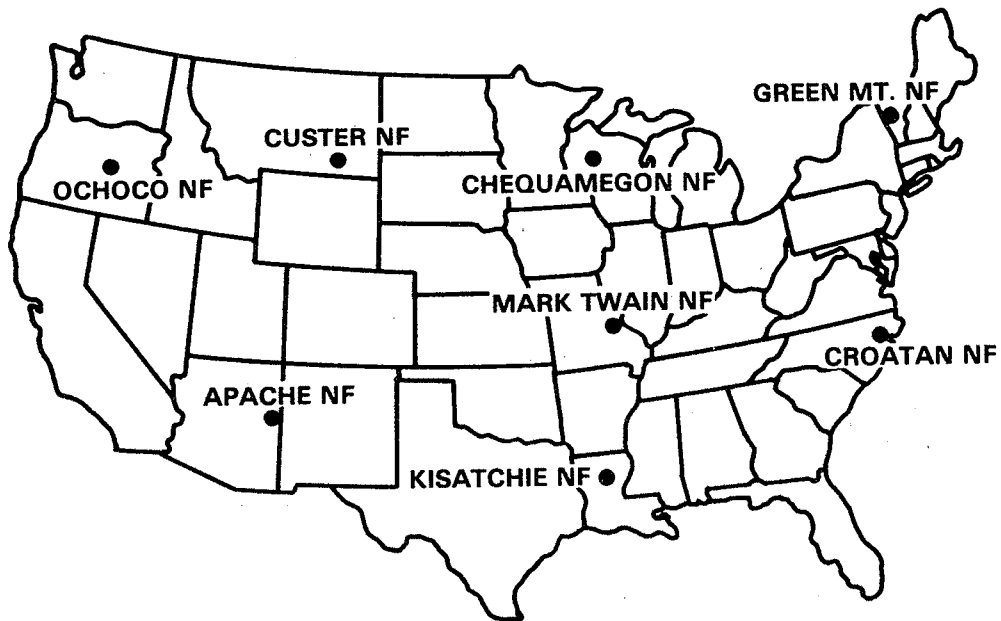 GREEN MT. NF
CUSTER NF
OCHOCO NF
CHEQUAMEGON NF
MARK TWAIN NF
CROATAN NF
APACHE NF
KISATCHIE NF